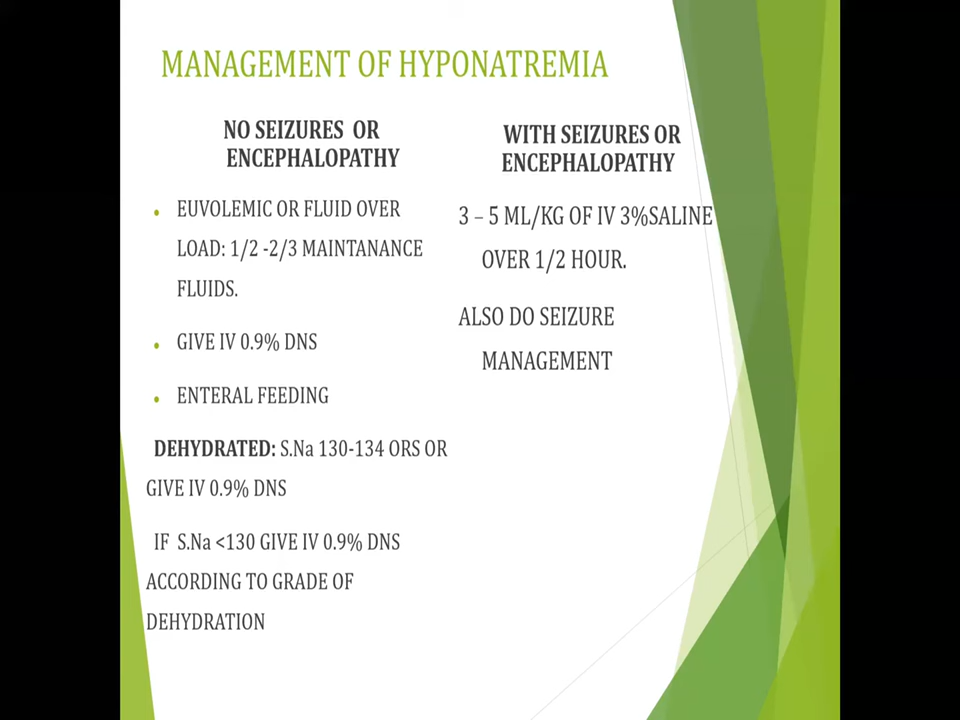 MANAGEMENT OF HYPONATREMIA
NO SEIZURES OR
ENCEPHALOPATHY
EUVOLEMIC OR FLUID OVER
LOAD: 1/2 -2/3 MAINTANANCE
FLUIDS.
GIVE IV 0.9% DNS
ENTERAL FEEDING
DEHYDRATED: S.Na 130-134 ORS OR
GIVE IV 0.9% DNS
IF S.Na <130 GIVE IV 0.9% DNS
ACCORDING TO GRADE OF
DEHYDRATION
WITH SEIZURES OR
ENCEPHALOPATHY
3 – 5 ML/KG OF IV 3%SALINE
OVER 1/2 HOUR.
ALSO DO SEIZURE
MANAGEMENT